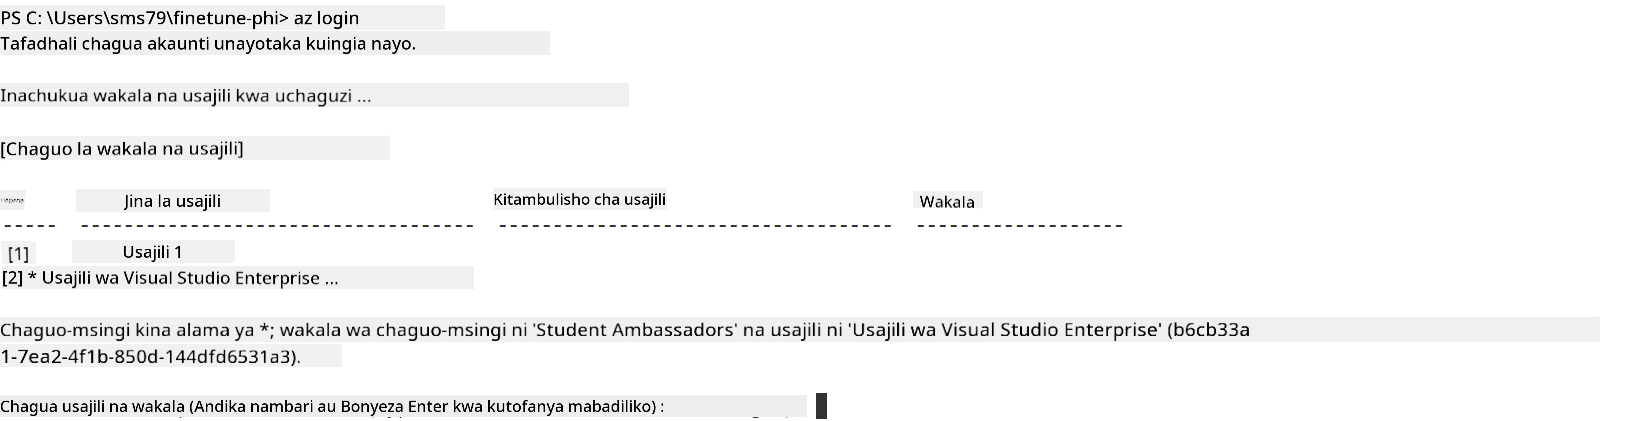 PS C: \Users\sms79\finetune-phi> az login
Tafadhali chagua akaunti unayotaka kuingia nayo.
Inachukua wakala na usajili kwa uchaguzi ...
[Chaguo la wakala na usajili]
Jina la usajili Kitambulisho cha usajili Wakala
----- --------------------------------- --------------------------------- ------------------
[1] Usajili 1
[2] * Usajili wa Visual Studio Enterprise ...
Chaguo-msingi kina alama ya *; wakala wa chaguo-msingi ni 'Student Ambassadors' na usajili ni 'Usajili wa Visual Studio Enterprise' (b6cb33a
1-7ea2-4f1b-850d-144dfd6531a3).
Chagua usajili na wakala (Andika nambari au Bonyeza Enter kwa kutofanya mabadiliko) :